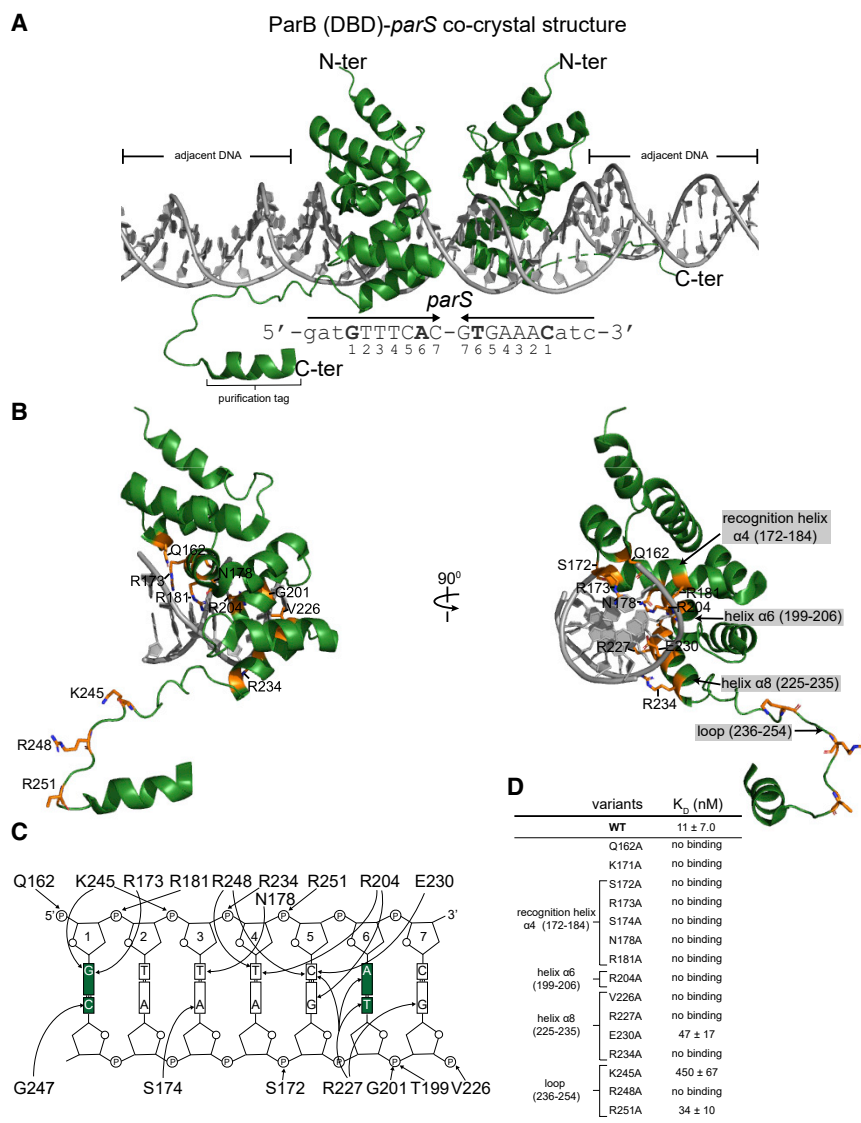 A
ParB (DBD)-parS co-crystal structure
N-ter
N-ter
adjacent DNA
adjacent DNA
C-ter
parS
5′-gatGTTTCAC-GTGAAACatc-3′
1 2 3 4 5 6 7 7 6 5 4 3 2 1
C-ter
purification tag
B
Q162
R173
N178
R181
R204
G201
V226
R234
K245
R248
R251
90⁰
recognition helix
α4 (172-184)
Q162
S172
R173
R181
N178
R204
helix α6 (199-206)
R227
E230
helix α8 (225-235)
R234
loop (236-254)
C
Q162 K245 R173 R181 R248 R234 R251 R204 E230
N178
5′ P P P P P P P 3′
1 2 3 4 5 6 7
G T T T C A C
C A A A G T G
P P P P P P P
G247 S174 S172 R227 G201 T199 V226
D
variants K_D (nM)
WT 11 ± 7.0
Q162A no binding
K171A no binding
recognition helix
α4 (172-184)
S172A no binding
R173A no binding
S174A no binding
N178A no binding
R181A no binding
helix α6
(199-206)
R204A no binding
helix α8
(225-235)
V226A no binding
R227A no binding
E230A 47 ± 17
R234A no binding
loop
(236-254)
K245A 450 ± 67
R248A no binding
R251A 34 ± 10